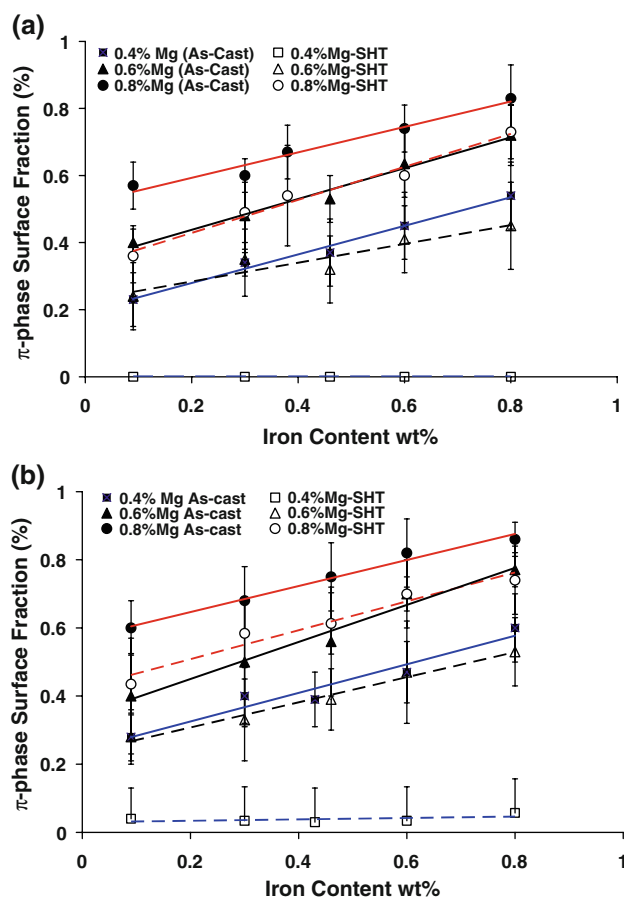 (a)
1
0.4% Mg (As-Cast) 0.4%Mg-SHT
0.6%Mg (As-Cast) 0.6%Mg-SHT
0.8%Mg (As-Cast) 0.8%Mg-SHT
0.8
0.6
0.4
0.2
0
π-phase Surface Fraction (%)
0 0.2 0.4 0.6 0.8 1
Iron Content wt%
(b)
1
0.4% Mg As-cast 0.4%Mg-SHT
0.6%Mg As-cast 0.6%Mg-SHT
0.8%Mg As-cast 0.8%Mg-SHT
0.8
0.6
0.4
0.2
0
π-phase Surface Fraction (%)
0 0.2 0.4 0.6 0.8 1
Iron Content wt%